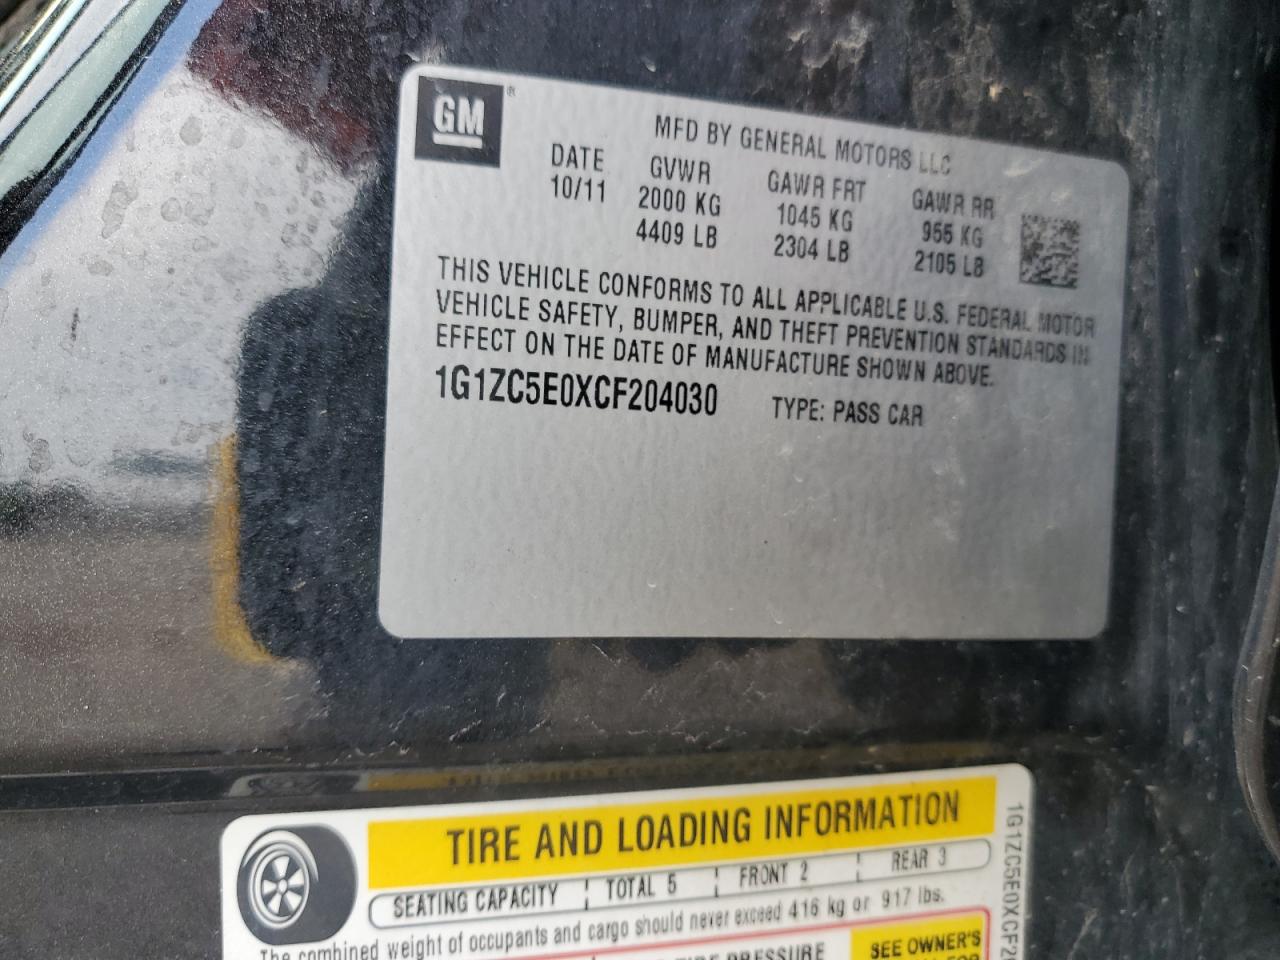 GM ®
MFD BY GENERAL MOTORS LLC
DATE GVWR GAWR FRT GAWR RR
10/11 2000 KG 1045 KG 955 KG
4409 LB 2304 LB 2105 LB
THIS VEHICLE CONFORMS TO ALL APPLICABLE U.S. FEDERAL MOTOR
VEHICLE SAFETY, BUMPER, AND THEFT PREVENTION STANDARDS IN
EFFECT ON THE DATE OF MANUFACTURE SHOWN ABOVE.
1G1ZC5E0XCF204030 TYPE: PASS CAR
TIRE AND LOADING INFORMATION
SEATING CAPACITY TOTAL 5 FRONT 2 REAR 3
The combined weight of occupants and cargo should never exceed 416 kg or 917 lbs.
PRESSURE
SEE OWNER'S
1G1ZC5E0XCF2